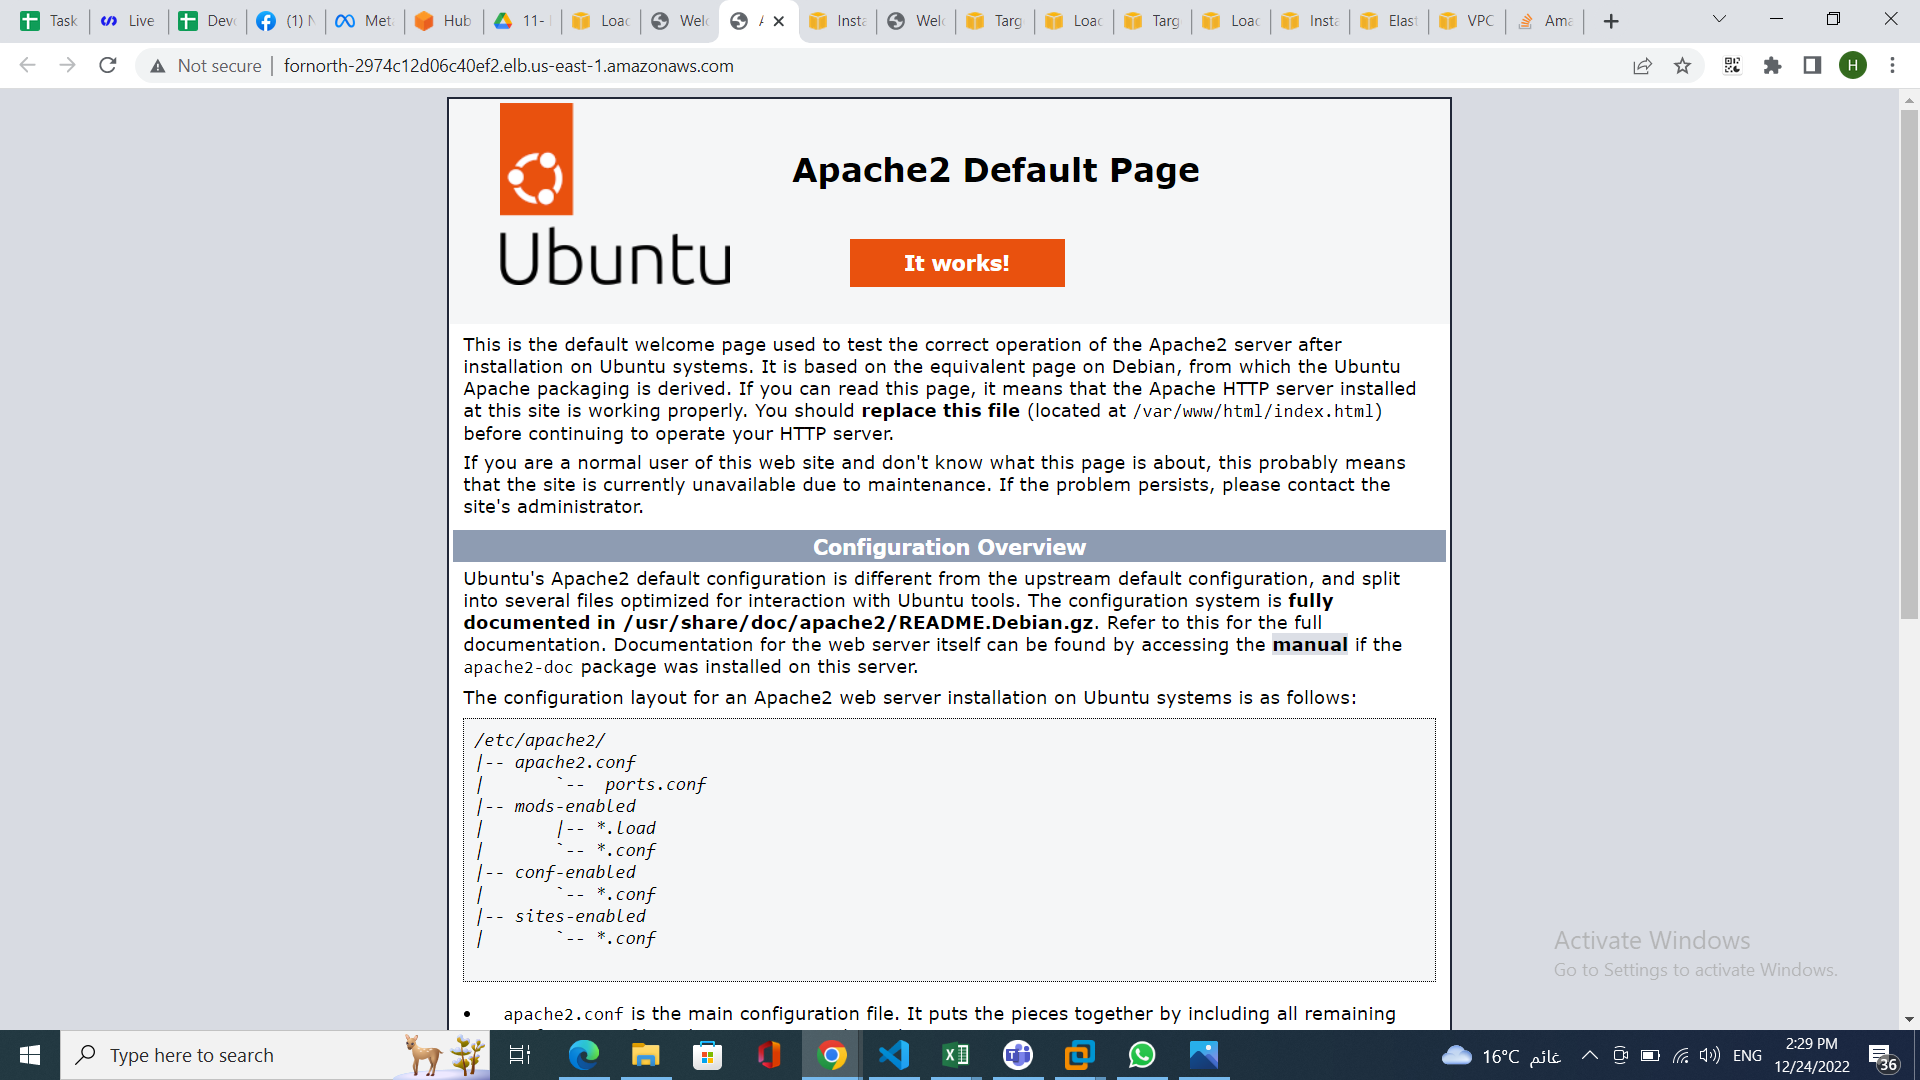 Task
Live
Devo
(1) N
Meta
Hub
11-
Load
Welc
A
Insta
Welc
Targ
Load
Targ
Load
Insta
Elast
VPC
Ama
Not secure
fornorth-2974c12d06c40ef2.elb.us-east-1.amazonaws.com
H
Apache2 Default Page
Ubuntu
It works!
This is the default welcome page used to test the correct operation of the Apache2 server after
installation on Ubuntu systems. It is based on the equivalent page on Debian, from which the Ubuntu
Apache packaging is derived. If you can read this page, it means that the Apache HTTP server installed
at this site is working properly. You should replace this file (located at /var/www/html/index.html)
before continuing to operate your HTTP server.
If you are a normal user of this web site and don't know what this page is about, this probably means
that the site is currently unavailable due to maintenance. If the problem persists, please contact the
site's administrator.
Configuration Overview
Ubuntu's Apache2 default configuration is different from the upstream default configuration, and split
into several files optimized for interaction with Ubuntu tools. The configuration system is fully
documented in /usr/share/doc/apache2/README.Debian.gz. Refer to this for the full
documentation. Documentation for the web server itself can be found by accessing the manual if the
apache2-doc package was installed on this server.
The configuration layout for an Apache2 web server installation on Ubuntu systems is as follows:
/etc/apache2/
|-- apache2.conf
|       `--  ports.conf
|-- mods-enabled
|       |-- *.load
|       `-- *.conf
|-- conf-enabled
|       `-- *.conf
|-- sites-enabled
|       `-- *.conf
Activate Windows
Go to Settings to activate Windows.
• apache2.conf is the main configuration file. It puts the pieces together by including all remaining
Type here to search
16°C غائم
ENG
2:29 PM
12/24/2022
36